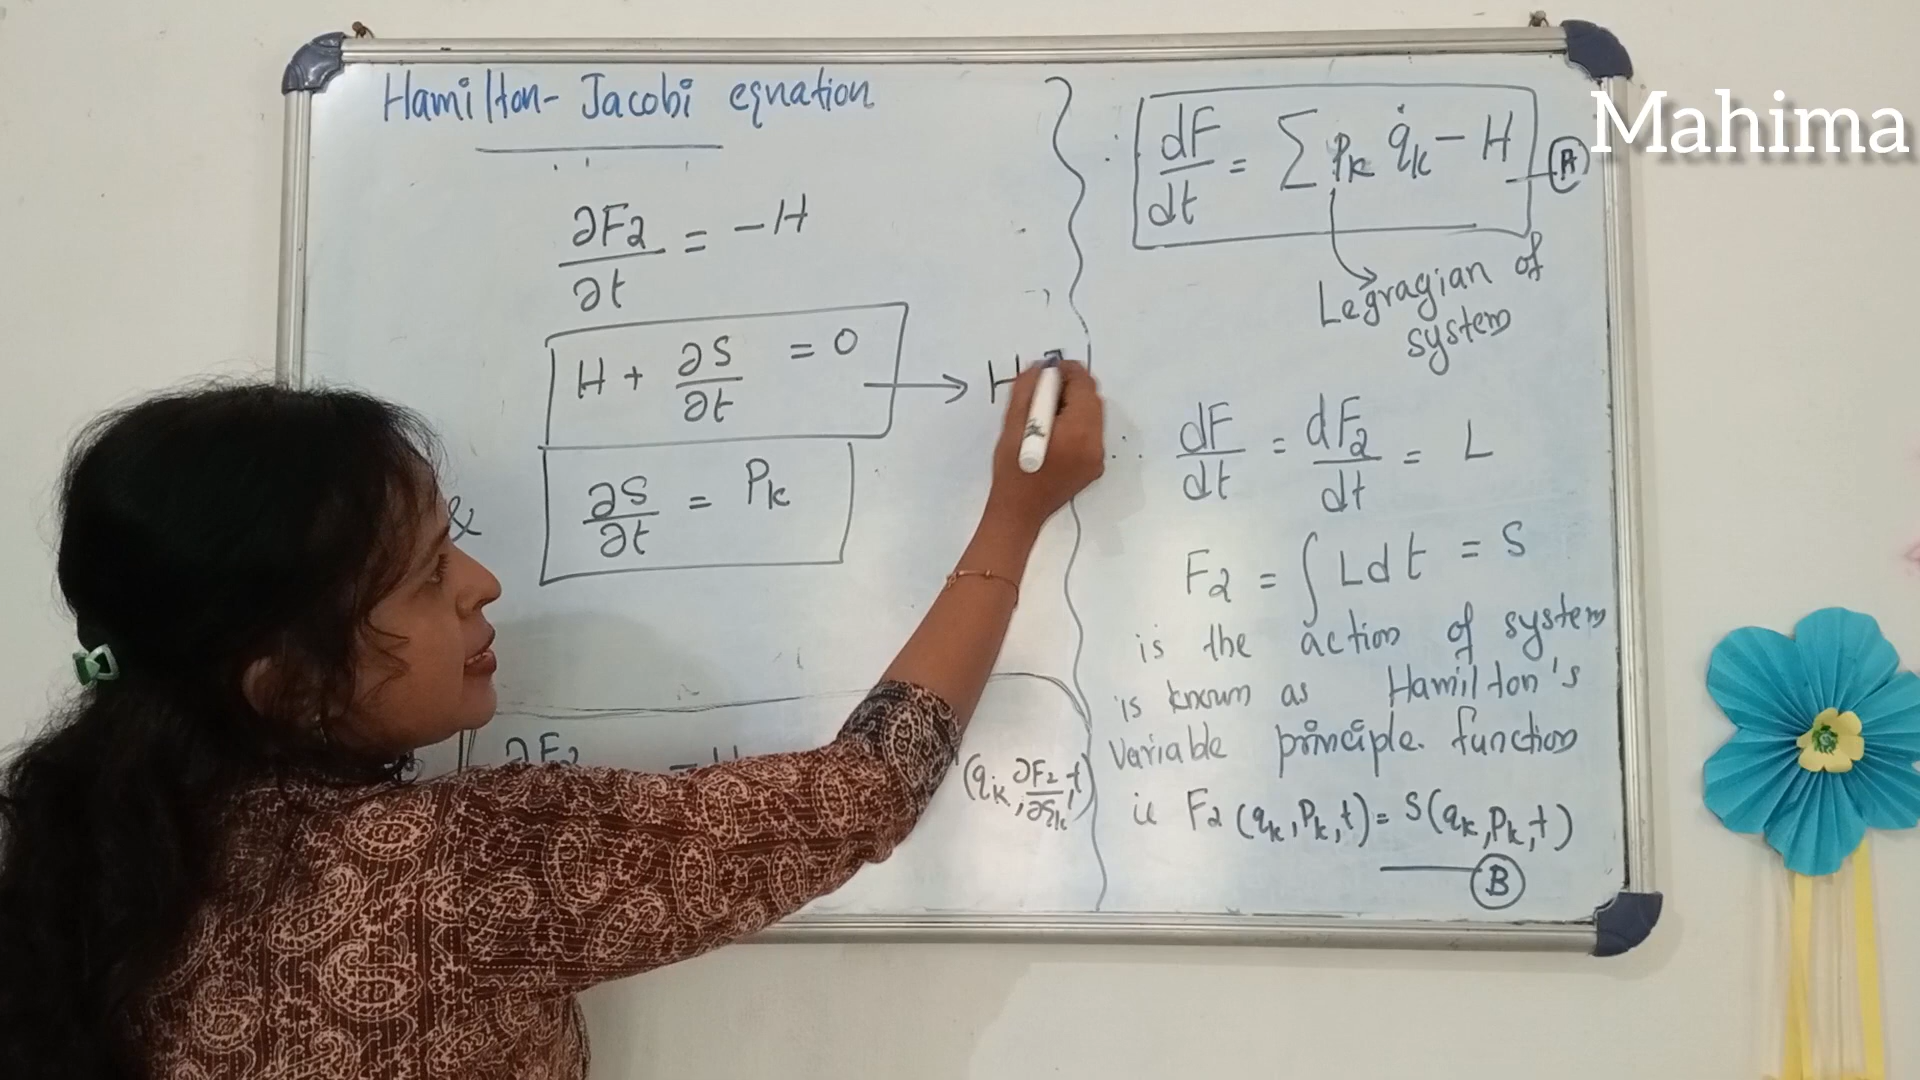 Hamilton- Jacobi equation
∂F2/∂t = -H
H + ∂S/∂t = 0 → H
& ∂S/∂t = Pk
∂F2
(qk, ∂F2/∂qk, t)
∴ dF/dt = Σ Pk q̇k - H —(A)
Legragian of
system
∴ dF/dt = dF2/dt = L
F2 = ∫ Ldt = S
is the action of system
is known as Hamilton's
Variable principle. function
ie F2 (qk, Pk, t) = S(qk, Pk, t)
—(B)
Mahima